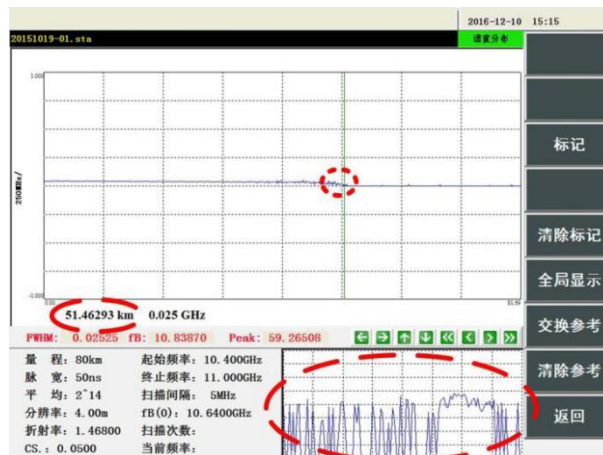 2016-12-10 15:15
20151019-01.sta
谱宽分布
1.000
标记
250MHz/
清除标记
-1.000
0.00
全局显示
51.46293 km 0.025 GHz
交换参考
FWHM: 0.02525 fB: 10.83870 Peak: 59.26508
量 程: 80km 起始频率: 10.400GHz
清除参考
脉 宽: 50ns 终止频率: 11.000GHz
平 均: 2^14 扫描间隔: 5MHz
返回
分辨率: 4.00m fB(0): 10.6400GHz
折射率: 1.46800 扫描次数:
CS.: 0.0500 当前频率: